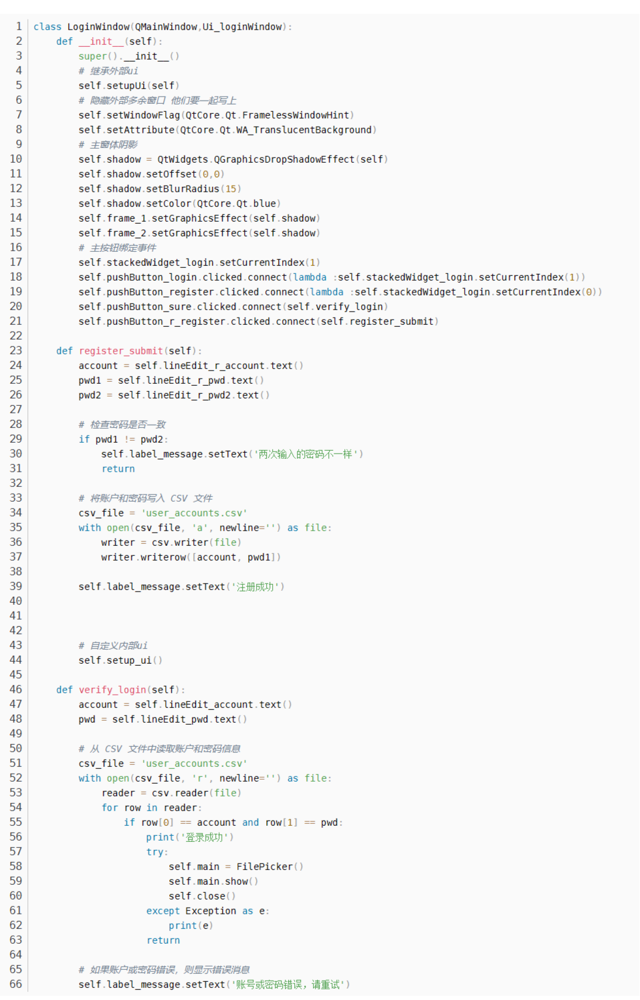 1 class LoginWindow(QMainWindow,Ui_loginWindow):
2     def __init__(self):
3         super().__init__()
4         # 继承外部ui
5         self.setupUi(self)
6         # 隐藏外部多余窗口 他们要一起写上
7         self.setWindowFlag(QtCore.Qt.FramelessWindowHint)
8         self.setAttribute(QtCore.Qt.WA_TranslucentBackground)
9         # 主窗体阴影
10         self.shadow = QtWidgets.QGraphicsDropShadowEffect(self)
11         self.shadow.setOffset(0,0)
12         self.shadow.setBlurRadius(15)
13         self.shadow.setColor(QtCore.Qt.blue)
14         self.frame_1.setGraphicsEffect(self.shadow)
15         self.frame_2.setGraphicsEffect(self.shadow)
16         # 主按钮绑定事件
17         self.stackedWidget_login.setCurrentIndex(1)
18         self.pushButton_login.clicked.connect(lambda :self.stackedWidget_login.setCurrentIndex(1))
19         self.pushButton_register.clicked.connect(lambda :self.stackedWidget_login.setCurrentIndex(0))
20         self.pushButton_sure.clicked.connect(self.verify_login)
21         self.pushButton_r_register.clicked.connect(self.register_submit)
22
23     def register_submit(self):
24         account = self.lineEdit_r_account.text()
25         pwd1 = self.lineEdit_r_pwd.text()
26         pwd2 = self.lineEdit_r_pwd2.text()
27
28         # 检查密码是否一致
29         if pwd1 != pwd2:
30             self.label_message.setText('两次输入的密码不一样')
31             return
32
33         # 将账户和密码写入 CSV 文件
34         csv_file = 'user_accounts.csv'
35         with open(csv_file, 'a', newline='') as file:
36             writer = csv.writer(file)
37             writer.writerow([account, pwd1])
38
39         self.label_message.setText('注册成功')
40
41
42
43         # 自定义内部ui
44         self.setup_ui()
45
46     def verify_login(self):
47         account = self.lineEdit_account.text()
48         pwd = self.lineEdit_pwd.text()
49
50         # 从 CSV 文件中读取账户和密码信息
51         csv_file = 'user_accounts.csv'
52         with open(csv_file, 'r', newline='') as file:
53             reader = csv.reader(file)
54             for row in reader:
55                 if row[0] == account and row[1] == pwd:
56                     print('登录成功')
57                     try:
58                         self.main = FilePicker()
59                         self.main.show()
60                         self.close()
61                     except Exception as e:
62                         print(e)
63                     return
64
65         # 如果账户或密码错误，则显示错误消息
66         self.label_message.setText('账号或密码错误，请重试')